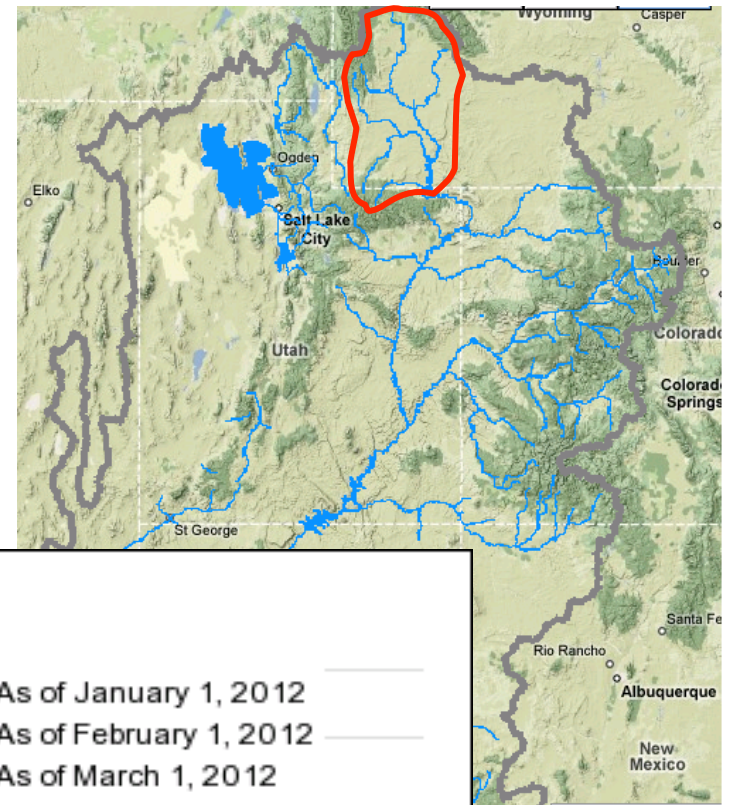 Wyoming
Casper
Elko
Ogden
Salt Lake
City
Boulder
Utah
Colorado
Colorado
Springs
St George
Santa Fe
Rio Rancho
Albuquerque
New
Mexico
As of January 1, 2012
As of February 1, 2012
As of March 1, 2012